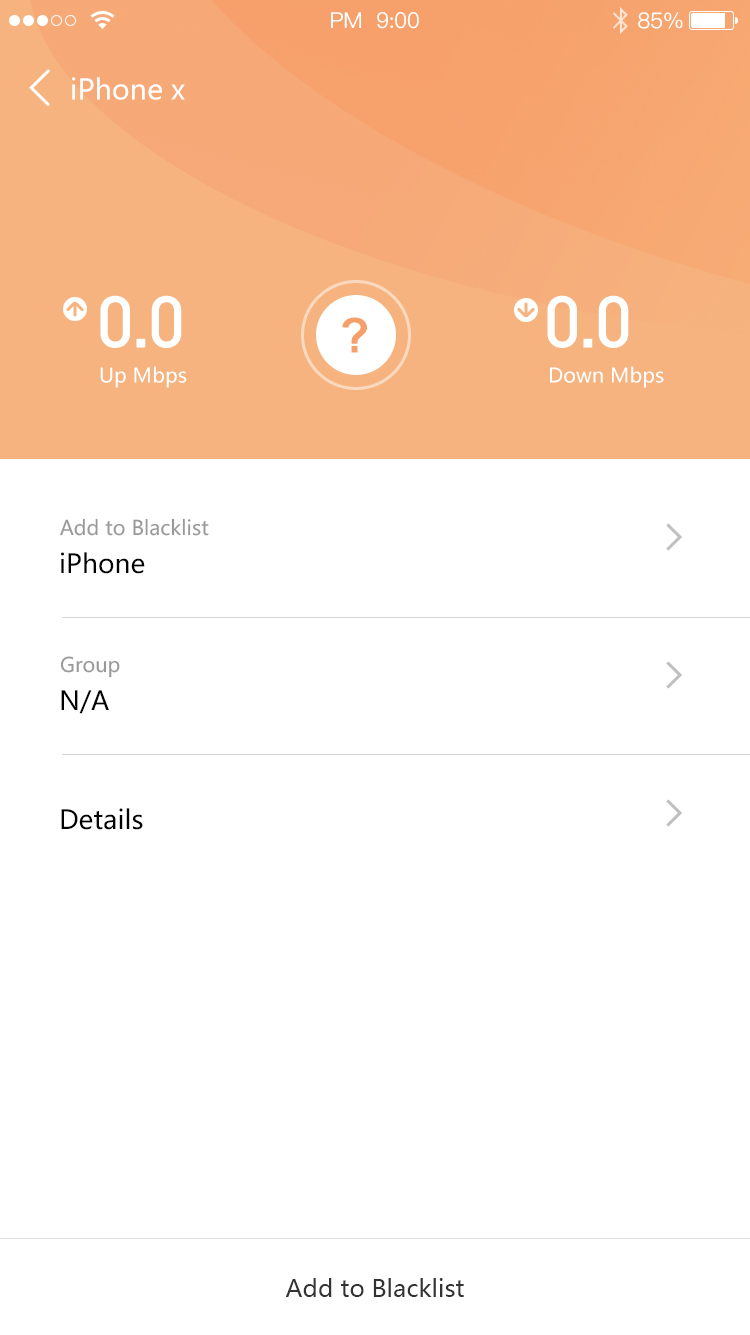 PM 9:00
85%
iPhone x
0.0
Up Mbps
?
0.0
Down Mbps
Add to Blacklist
iPhone
Group
N/A
Details
Add to Blacklist